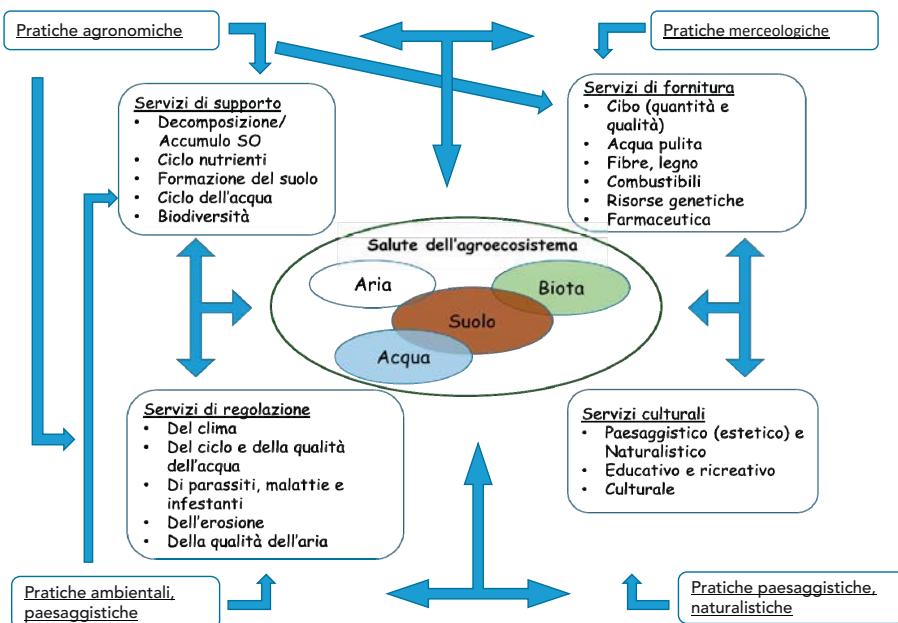 Pratiche agronomiche
Pratiche merceologiche
Servizi di supporto
• Decomposizione/
Accumulo SO
• Ciclo nutrienti
• Formazione del suolo
• Ciclo dell'acqua
• Biodiversità
Servizi di fornitura
• Cibo (quantità e
qualità)
• Acqua pulita
• Fibre, legno
• Combustibili
• Risorse genetiche
• Farmaceutica
Salute dell'agroecosistema
Aria
Biota
Suolo
Acqua
Servizi di regolazione
• Del clima
• Del ciclo e della qualità
dell'acqua
• Di parassiti, malattie e
infestanti
• Dell'erosione
• Della qualità dell'aria
Servizi culturali
• Paesaggistico (estetico) e
Naturalistico
• Educativo e ricreativo
• Culturale
Pratiche ambientali,
paesaggistiche
Pratiche paesaggistiche,
naturalistiche